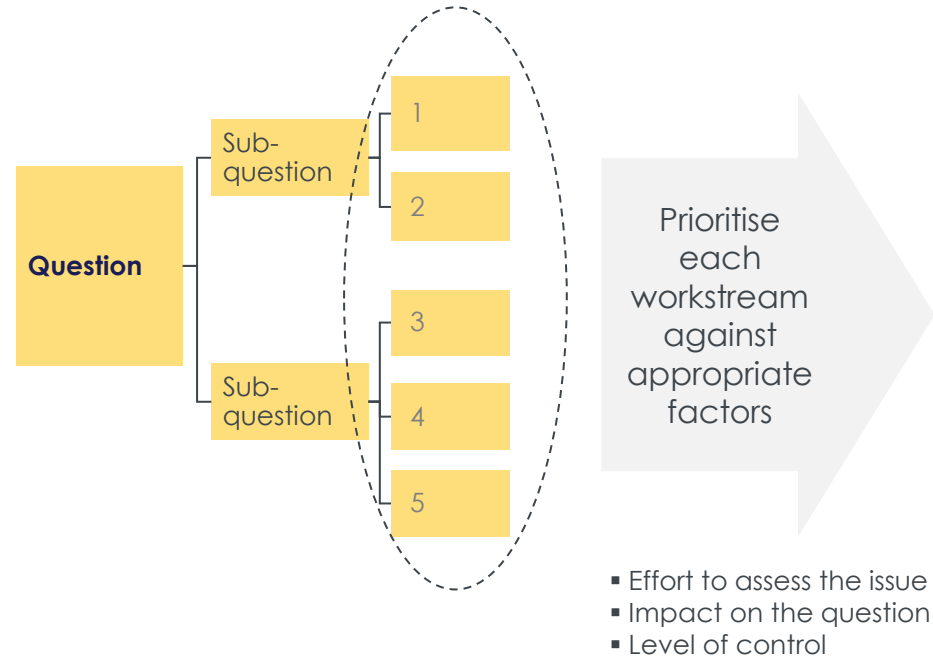 Question
Sub-
question
1
2
Sub-
question
3
4
5
Prioritise
each
workstream
against
appropriate
factors
▪ Effort to assess the issue
▪ Impact on the question
▪ Level of control